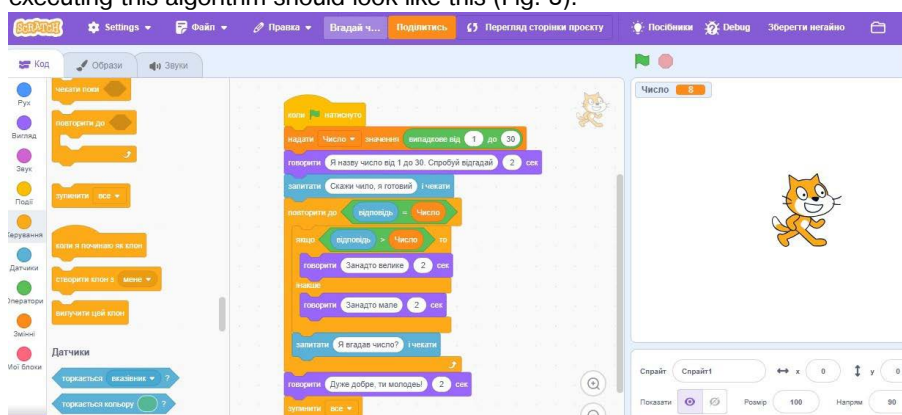 executing this algorithm should look like this (Fig. 8).
SCRATCH Settings Файл Правка Вгадай ч... Поділитись Перегляд сторінки проєкту Посібники Debug Зберегти негайно
Код Образи Звуки
Рух
Вигляд
Звук
Події
Керування
Датчики
Оператори
Змінні
Мої блоки
чекати поки
повторити до
зупинити все
коли я починаю як клон
створити клон з мене
вилучити цей клон
Датчики
торкається вказівник ?
торкається кольору ?
коли натиснуто
надати Число значення випадкове від 1 до 30
говорити Я назву число від 1 до 30. Спробуй відгадай 2 сек
запитати Скажи чило, я готовий і чекати
повторити до відповідь = Число
якщо відповідь > Число то
говорити Занадто велике 2 сек
інакше
говорити Занадто мале 2 сек
запитати Я вгадав число? і чекати
говорити Дуже добре, ти молодець! 2 сек
зупинити все
Число 8
Спрайт Спрайт1 x 0 y 0
Показати Розмір 100 Напрям 90